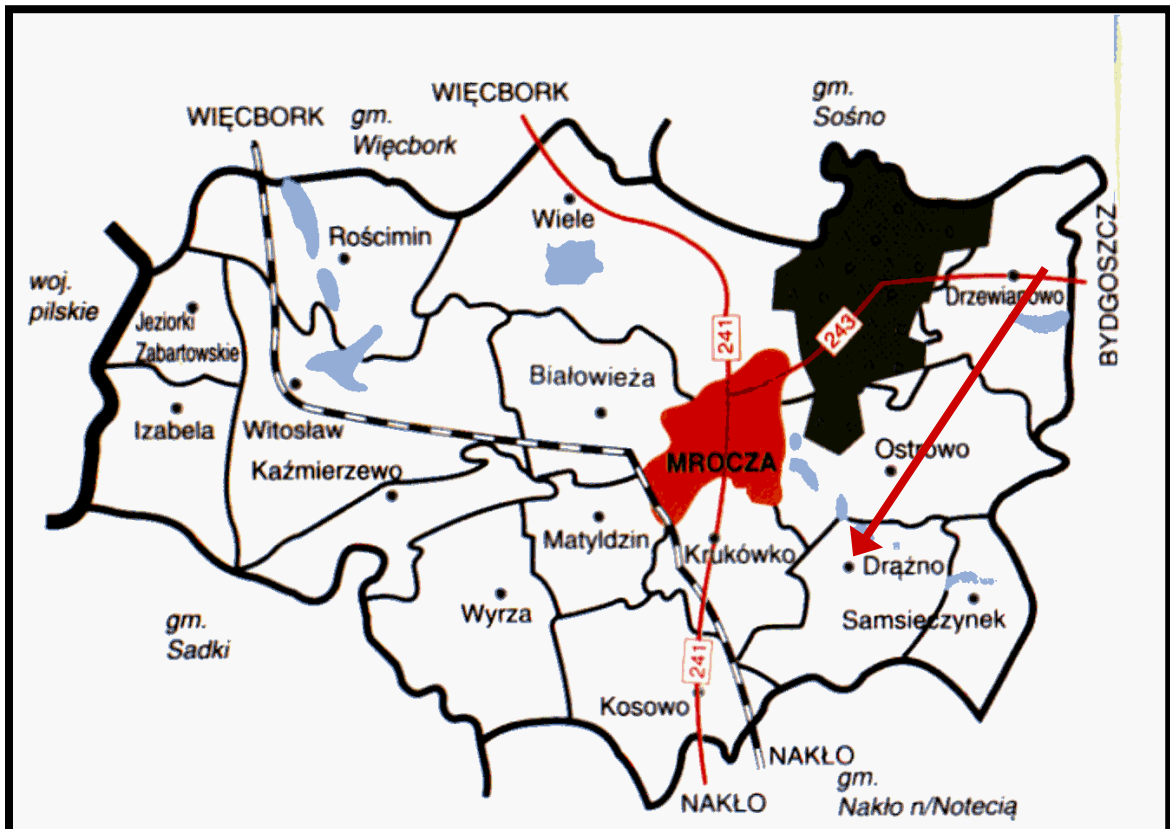 WIĘCBORK
gm.
Sośno
WIĘCBORK
gm.
Więcbork
Wiele
Rościmin
BYDGOSZCZ
woj.
pilskie
Drzewianowo
Jeziorki
Zabartowskie
241
243
Białowieża
Izabela
Witosław
Ostrowo
MROCZA
Kaźmierzewo
Matyldzin
Krukówko
Drążno
Wyrza
Samsieczynek
gm.
Sadki
241
Kosowo
NAKŁO
gm.
Nakło n/Notecią
NAKŁO